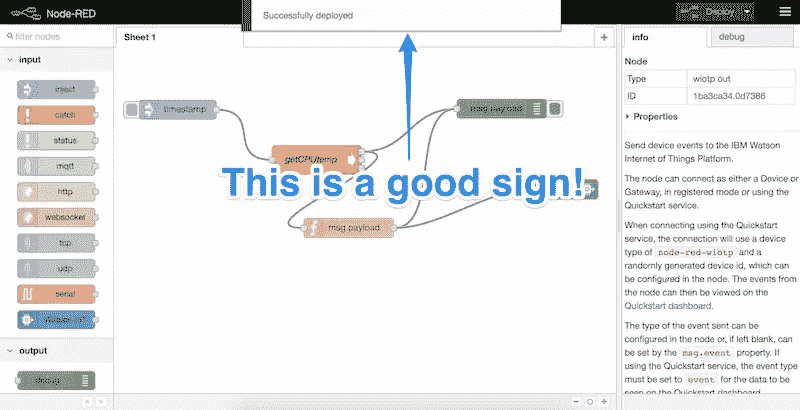 Node-RED
Successfully deployed
Deploy
filter nodes
Sheet 1
info
debug
input
inject
catch
status
mqtt
http
websocket
tcp
udp
serial
Watson
output
debug
timestamp
getCPUtemp
msg.payload
msg.payload
This is a good sign!
Node
Type wiotp out
ID 1ba3ca34.0d7386
Properties
Send device events to the IBM Watson
Internet of Things Platform.
The node can connect as either a Device or
Gateway, in registered mode or using the
Quickstart service.
When connecting using the Quickstart
service, the connection will use a device
type of node-red-wiotp and a
randomly generated device id, which can
be configured in the node. The events from
the node can then be viewed on the
Quickstart dashboard.
The type of the event sent can be
configured in the node or, if left blank, can
be set by the msg.event property. If
using the Quickstart service, the event type
must be set to event for the data to
be seen on the Quickstart dashboard